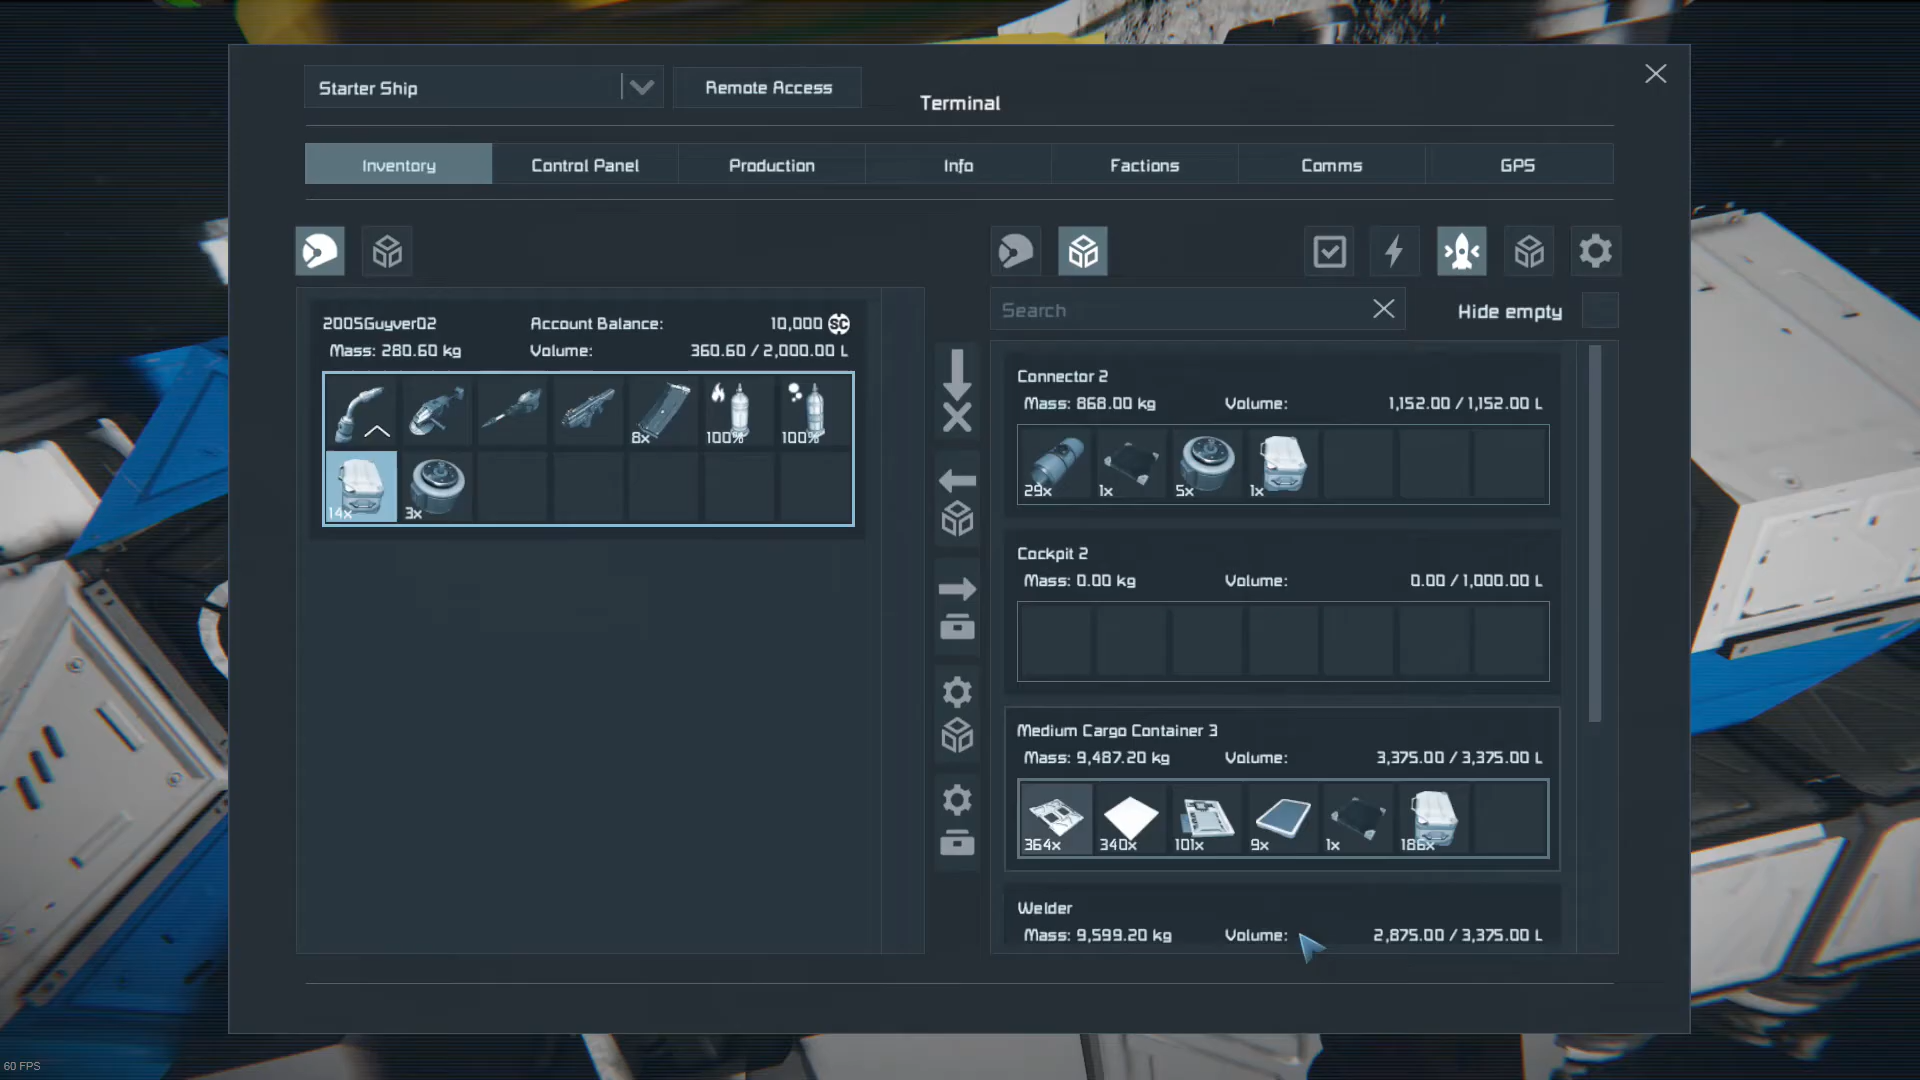 Starter Ship
Remote Access
Terminal
Inventory
Control Panel
Production
Info
Factions
Comms
GPS
Search
Hide empty
2005Guyver02
Account Balance:
10,000 SC
Mass: 280.60 kg
Volume:
360.60 / 2,000.00 L
8x
100%
100%
14x
3x
Connector 2
Mass: 868.00 kg
Volume:
1,152.00 / 1,152.00 L
29x
1x
5x
1x
Cockpit 2
Mass: 0.00 kg
Volume:
0.00 / 1,000.00 L
Medium Cargo Container 3
Mass: 9,487.20 kg
Volume:
3,375.00 / 3,375.00 L
364x
340x
101x
9x
1x
186x
Welder
Mass: 9,599.20 kg
Volume:
2,875.00 / 3,375.00 L
60 FPS